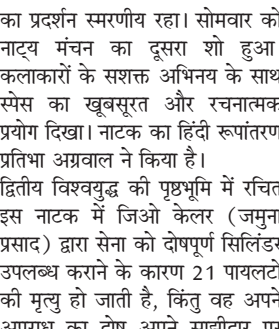 का प्रदर्शन स्मरणीय रहा। सोमवार को
नाट्य मंचन का दूसरा शो हुआ।
कलाकारों के सशक्त अभिनय के साथ
स्पेस का खूबसूरत और रचनात्मक
प्रयोग दिखा। नाटक का हिंदी रूपांतरण
प्रतिभा अग्रवाल ने किया है।
द्वितीय विश्वयुद्ध की पृष्ठभूमि में रचित
इस नाटक में जिओ केलर (जमुना
प्रसाद) द्वारा सेना को दोषपूर्ण सिलिंडर
उपलब्ध कराने के कारण 21 पायलटों
की मृत्यु हो जाती है, किंतु वह अपने
अपराध का दोष अपने साझीदार